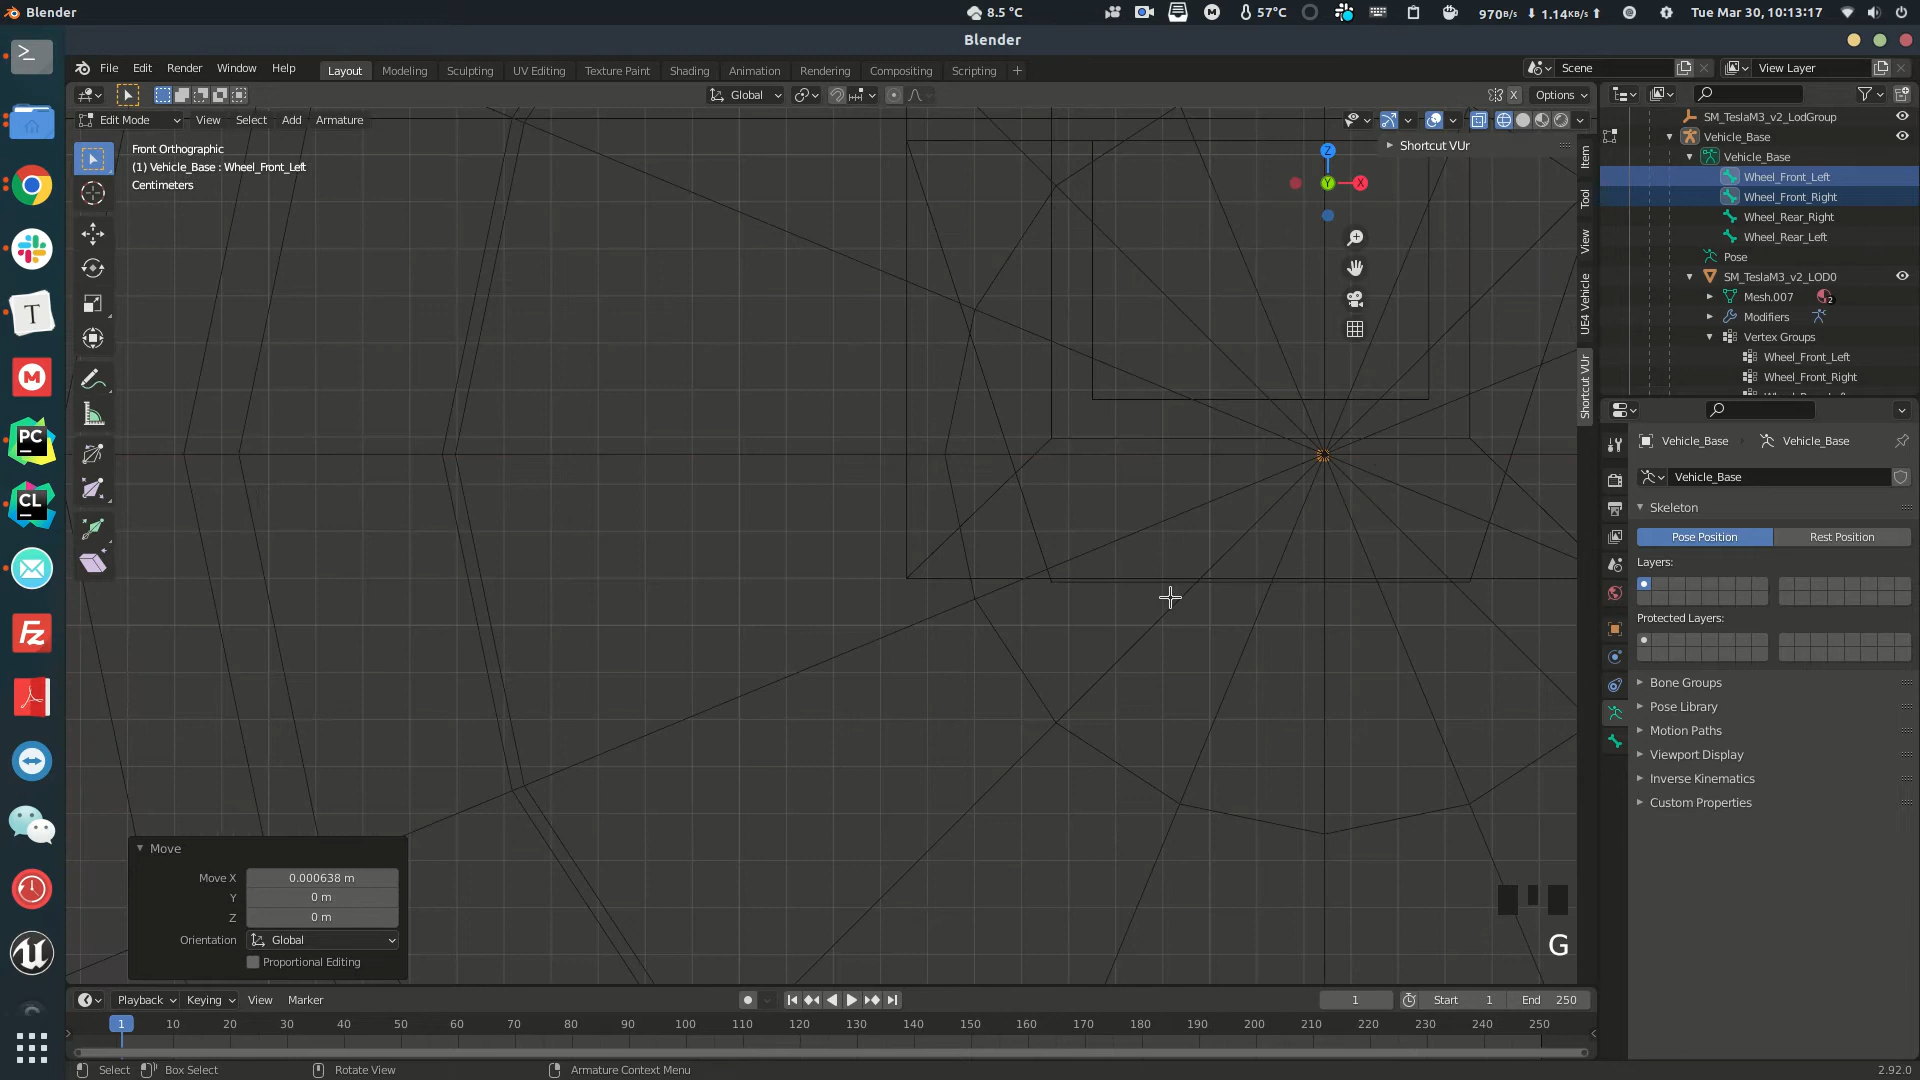 Blender
8.5 °C
57°C
970B/s
1.14KB/s
Tue Mar 30, 10:13:17
Blender
File
Edit
Render
Window
Help
Layout
Modeling
Sculpting
UV Editing
Texture Paint
Shading
Animation
Rendering
Compositing
Scripting
+
Scene
View Layer
Global
X
Options
Edit Mode
View
Select
Add
Armature
Front Orthographic
(1) Vehicle_Base : Wheel_Front_Left
Centimeters
Shortcut VUr
Z
Y
X
Item
Tool
View
UE4 Vehicle
Shortcut VUr
SM_TeslaM3_v2_LodGroup
Vehicle_Base
Vehicle_Base
Wheel_Front_Left
Wheel_Front_Right
Wheel_Rear_Right
Wheel_Rear_Left
Pose
SM_TeslaM3_v2_LOD0
Mesh.007
2
Modifiers
Vertex Groups
Wheel_Front_Left
Wheel_Front_Right
Vehicle_Base
Vehicle_Base
Vehicle_Base
Skeleton
Pose Position
Rest Position
Layers:
Protected Layers:
Bone Groups
Pose Library
Motion Paths
Viewport Display
Inverse Kinematics
Custom Properties
Move
Move X
0.000638 m
Y
0 m
Z
0 m
Orientation
Global
Proportional Editing
G
Playback
Keying
View
Marker
1
Start 1
End 250
1 10 20 30 40 50 60 70 80 90 100 110 120 130 140 150 160 170 180 190 200 210 220 230 240 250
Select
Box Select
Rotate View
Armature Context Menu
2.92.0
T
M
PC
CL
Fz